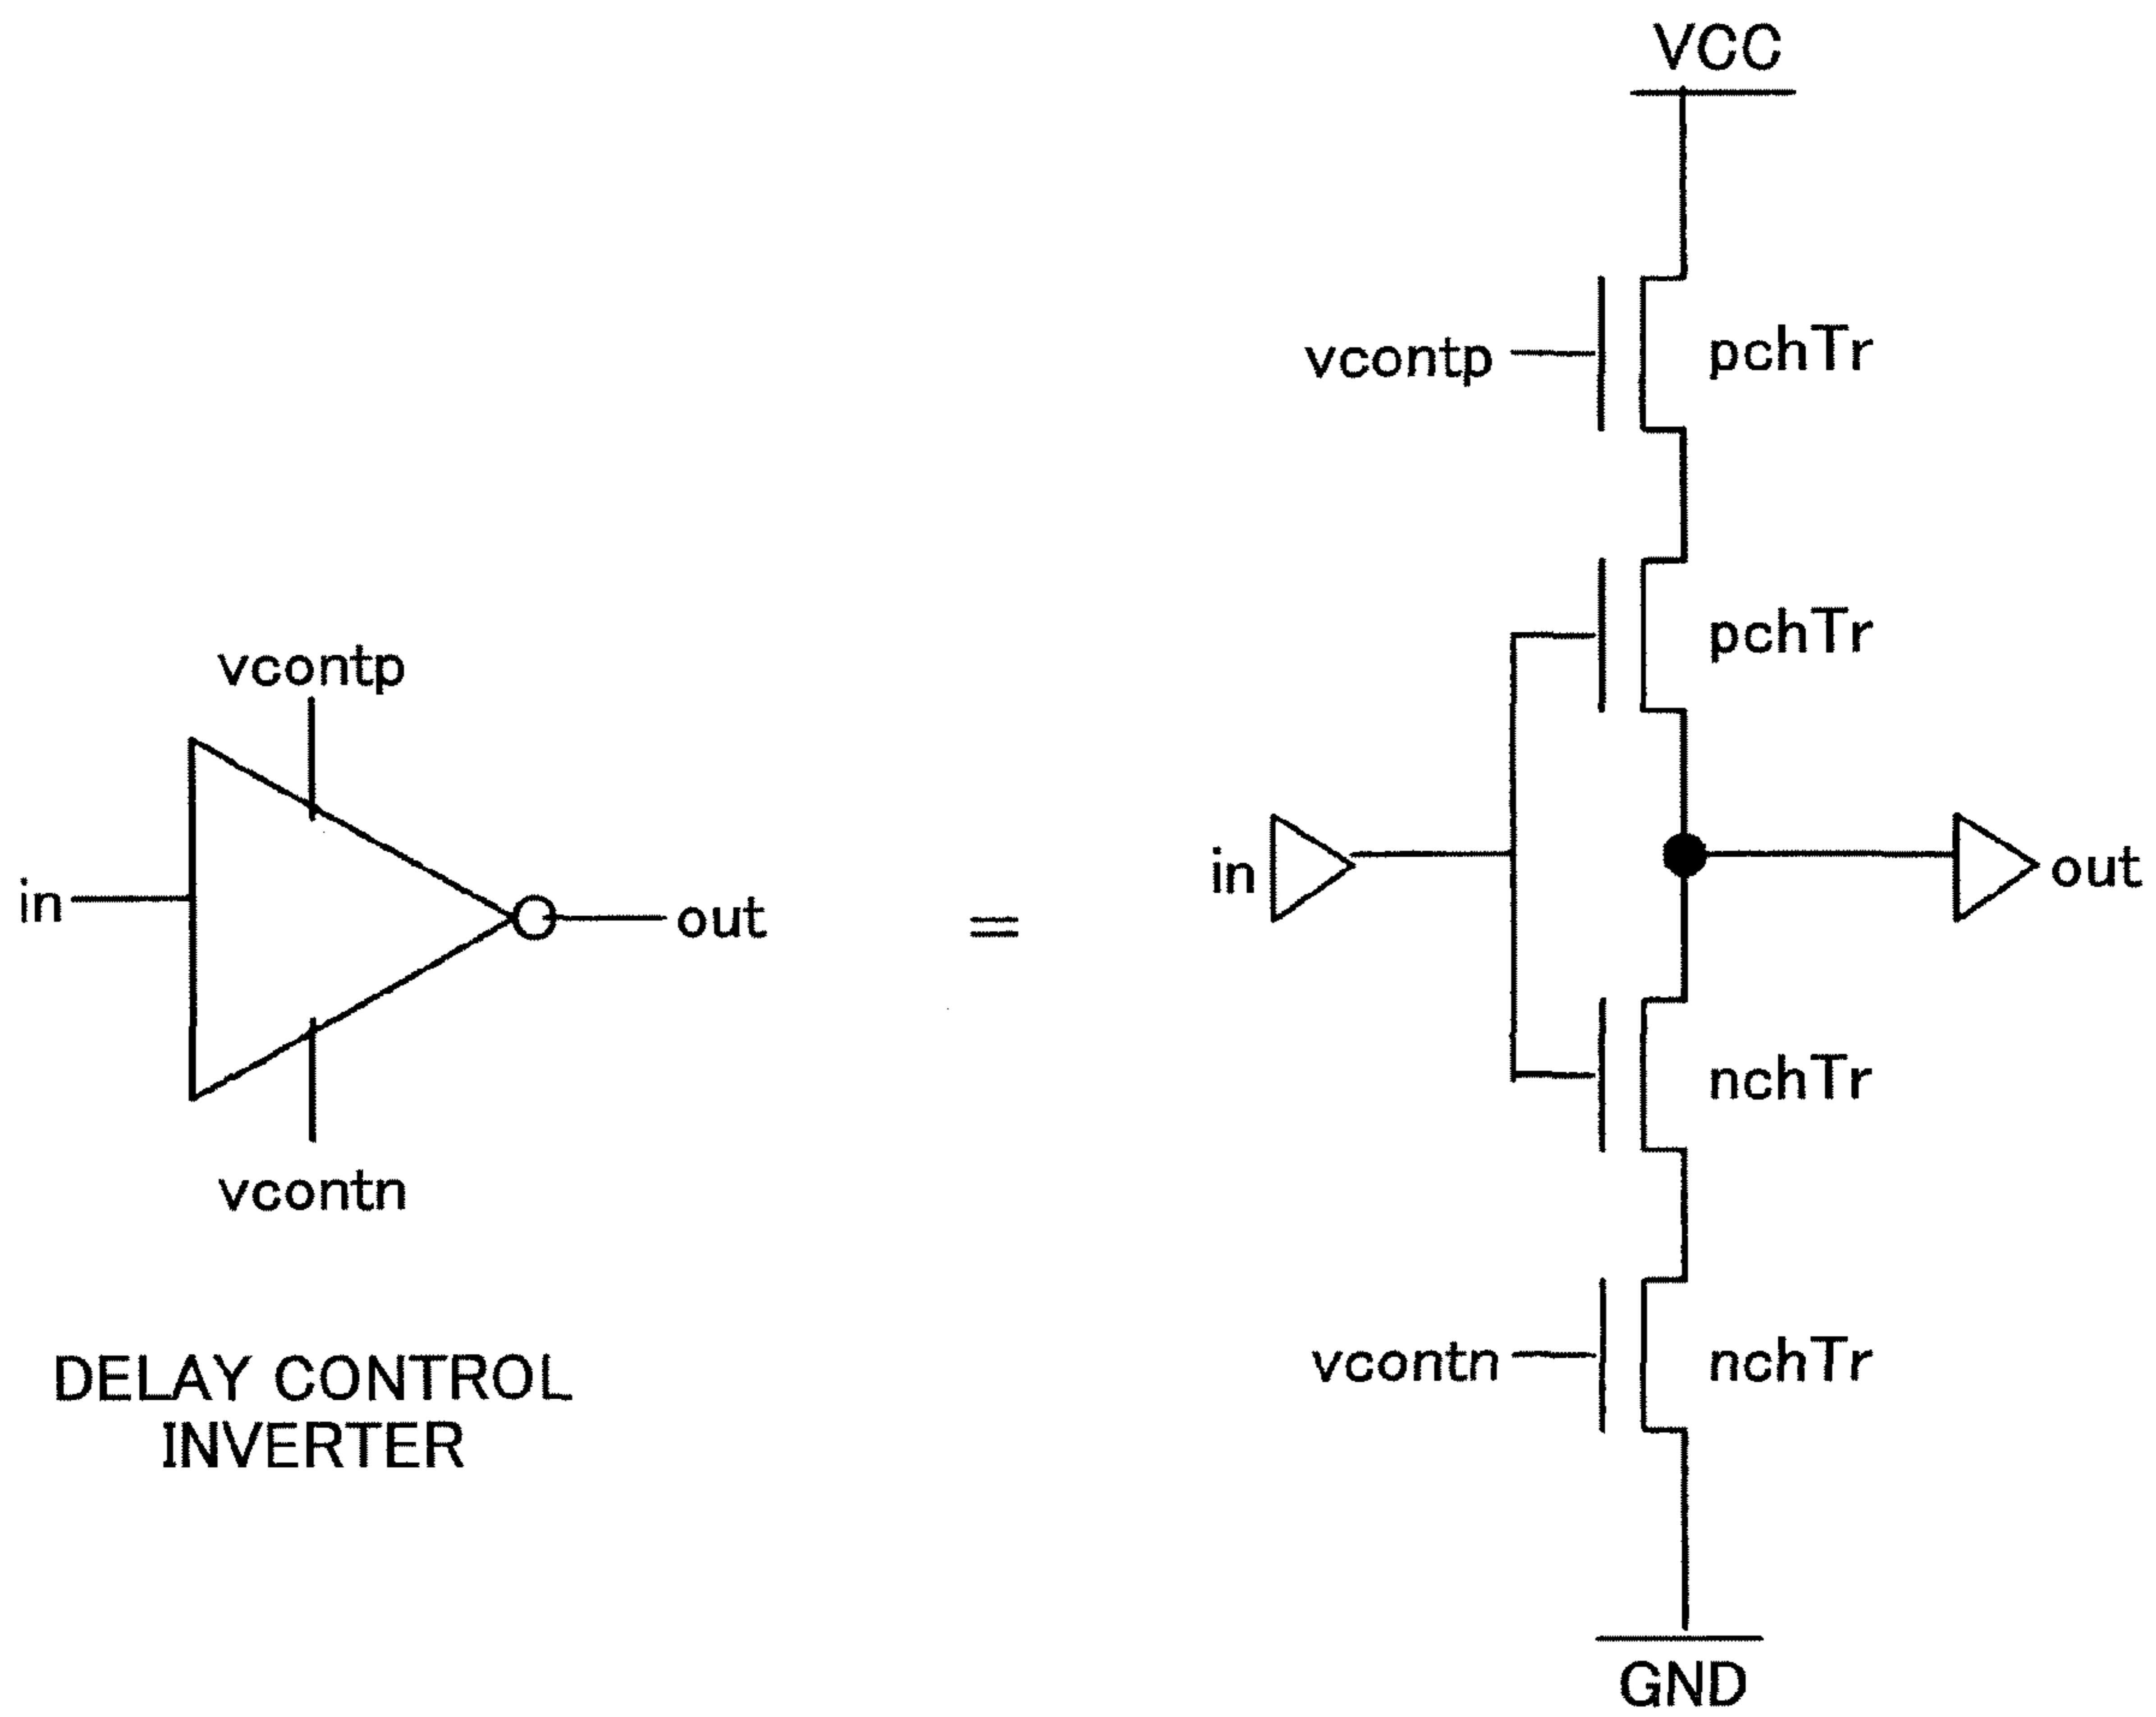 VCC
vcontp
pchTr
pchTr
vcontp
in
out
=
in
out
nchTr
vcontn
vcontn
nchTr
DELAY CONTROL
INVERTER
GND